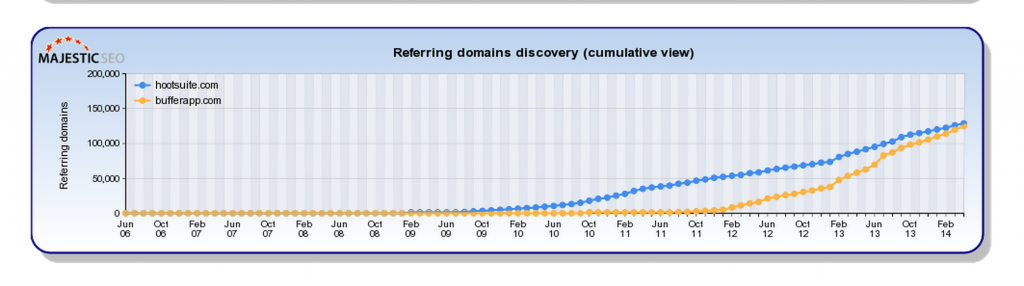 MAJESTIC SEO
Referring domains discovery (cumulative view)
200,000
hootsuite.com
bufferapp.com
150,000
Referring domains
100,000
50,000
0
Jun Oct Feb Jun Oct Feb Jun Oct Feb Jun Oct Feb Jun Oct Feb Jun Oct Feb Jun Oct Feb Jun Oct Feb
06 06 07 07 07 08 08 08 09 09 09 10 10 10 11 11 11 12 12 12 13 13 13 14